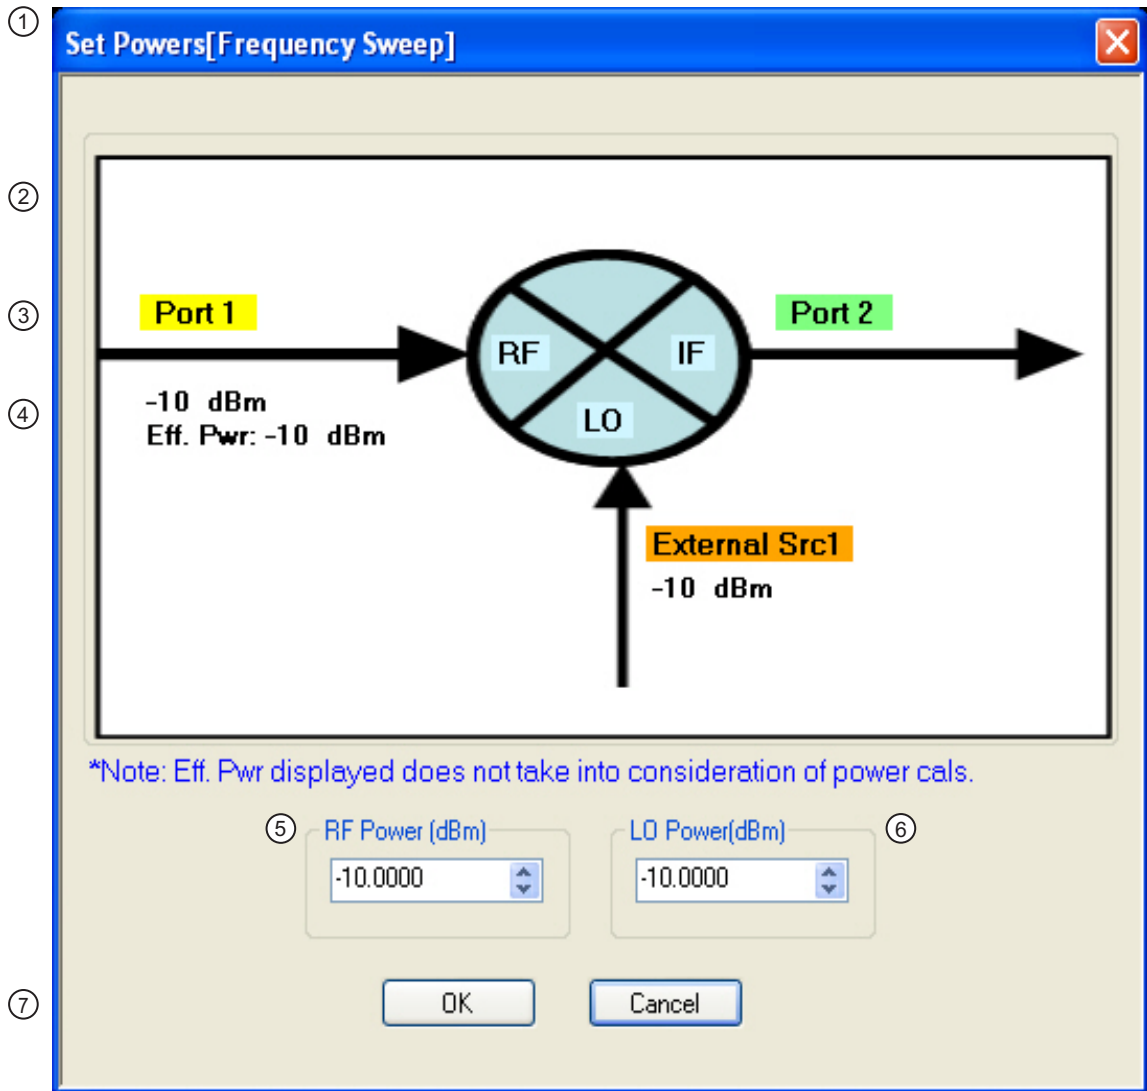 ①
Set Powers[Frequency Sweep]
②
③
Port 1
Port 2
RF
IF
④
-10 dBm
Eff. Pwr: -10 dBm
LO
External Src1
-10 dBm
*Note: Eff. Pwr displayed does not take into consideration of power cals.
⑤ RF Power (dBm)
LO Power(dBm) ⑥
-10.0000
-10.0000
⑦
OK
Cancel